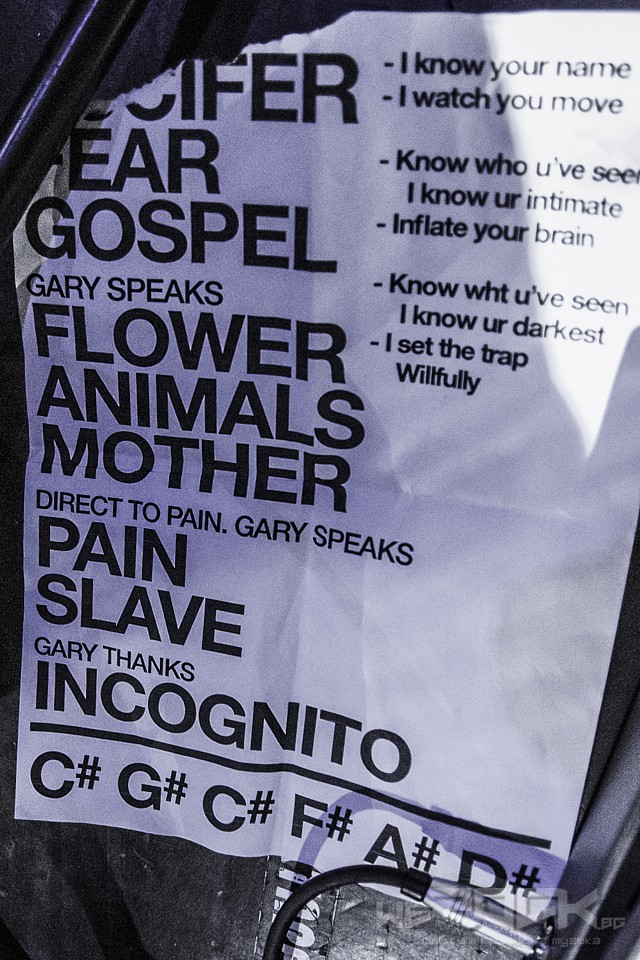 FEAR
GOSPEL
GARY SPEAKS
FLOWER
ANIMALS
MOTHER
DIRECT TO PAIN. GARY SPEAKS
PAIN
SLAVE
GARY THANKS
INCOGNITO
C# G# C# F# A# D#
- I know your name
- I watch you move
- Know who u've seen
I know ur intimate
- Inflate your brain
- Know wht u've seen
I know ur darkest
- I set the trap
Willfully